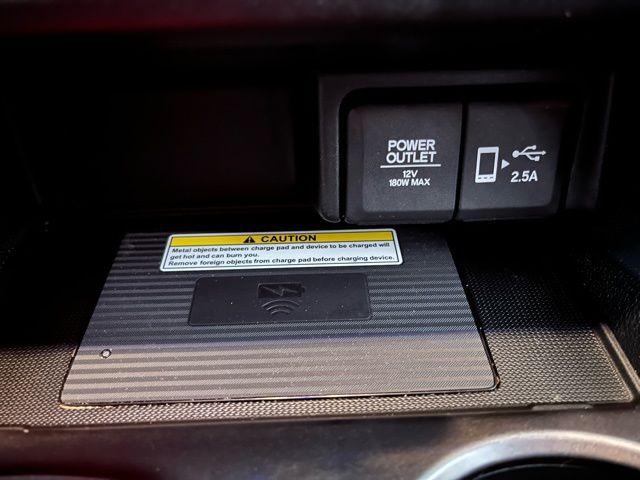 POWER
OUTLET
12V
180W MAX
2.5A
CAUTION
Metal objects between charge pad and device to be charged will
get hot and can burn you.
Remove foreign objects from charge pad before charging device.